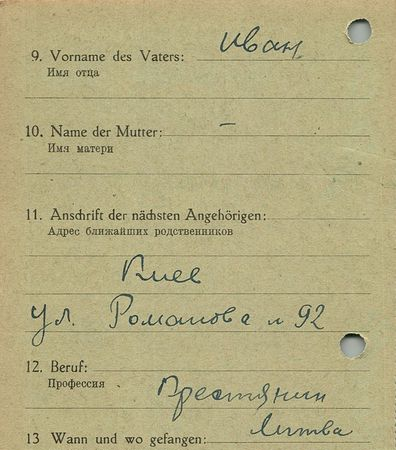 9. Vorname des Vaters: Иван
Имя отца
10. Name der Mutter: –
Имя матери
11. Anschrift der nächsten Angehörigen:
Адрес ближайших родственников
Киев
ул. Романова 92
12. Beruf:
Профессия
Крестянин
13 Wann und wo gefangen: Литва